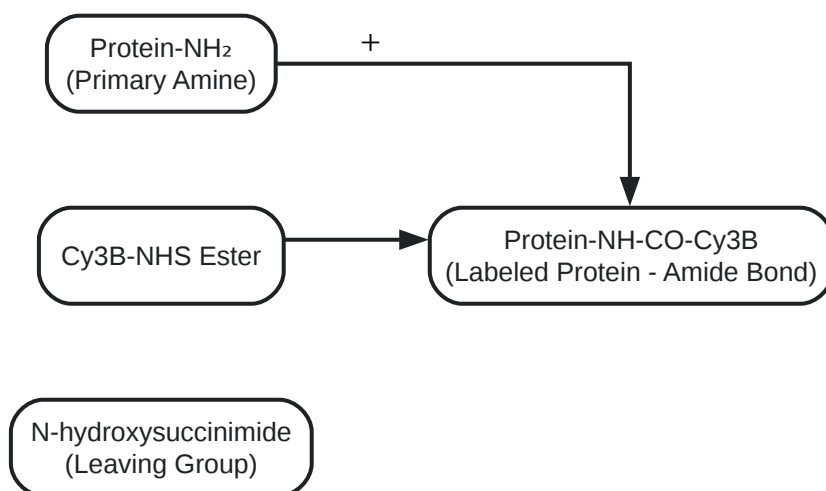 Protein-NH₂
(Primary Amine)
+
Cy3B-NHS Ester
Protein-NH-CO-Cy3B
(Labeled Protein - Amide Bond)
N-hydroxysuccinimide
(Leaving Group)